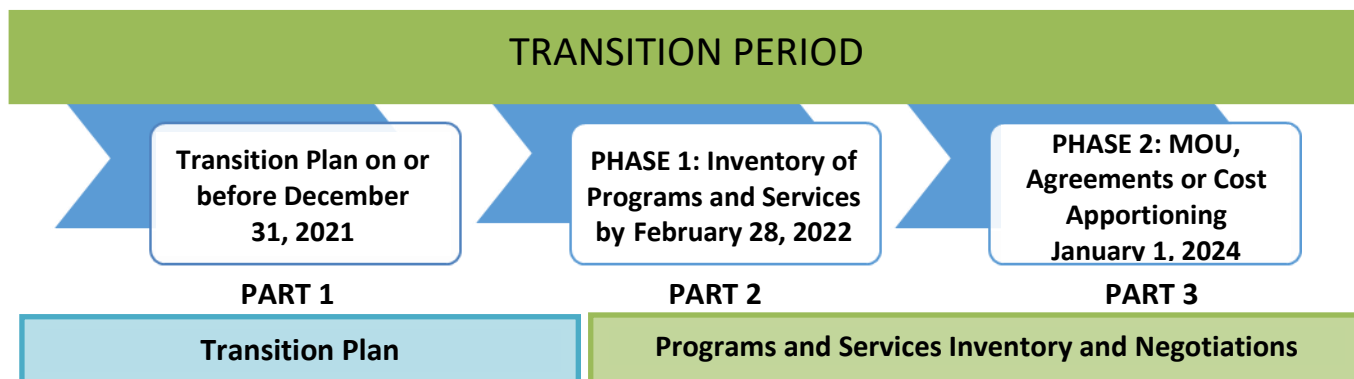 TRANSITION PERIOD
Transition Plan on or
before December
31, 2021
PHASE 1: Inventory of
Programs and Services
by February 28, 2022
PHASE 2: MOU,
Agreements or Cost
Apportioning
January 1, 2024
PART 1
PART 2
PART 3
Transition Plan
Programs and Services Inventory and Negotiations